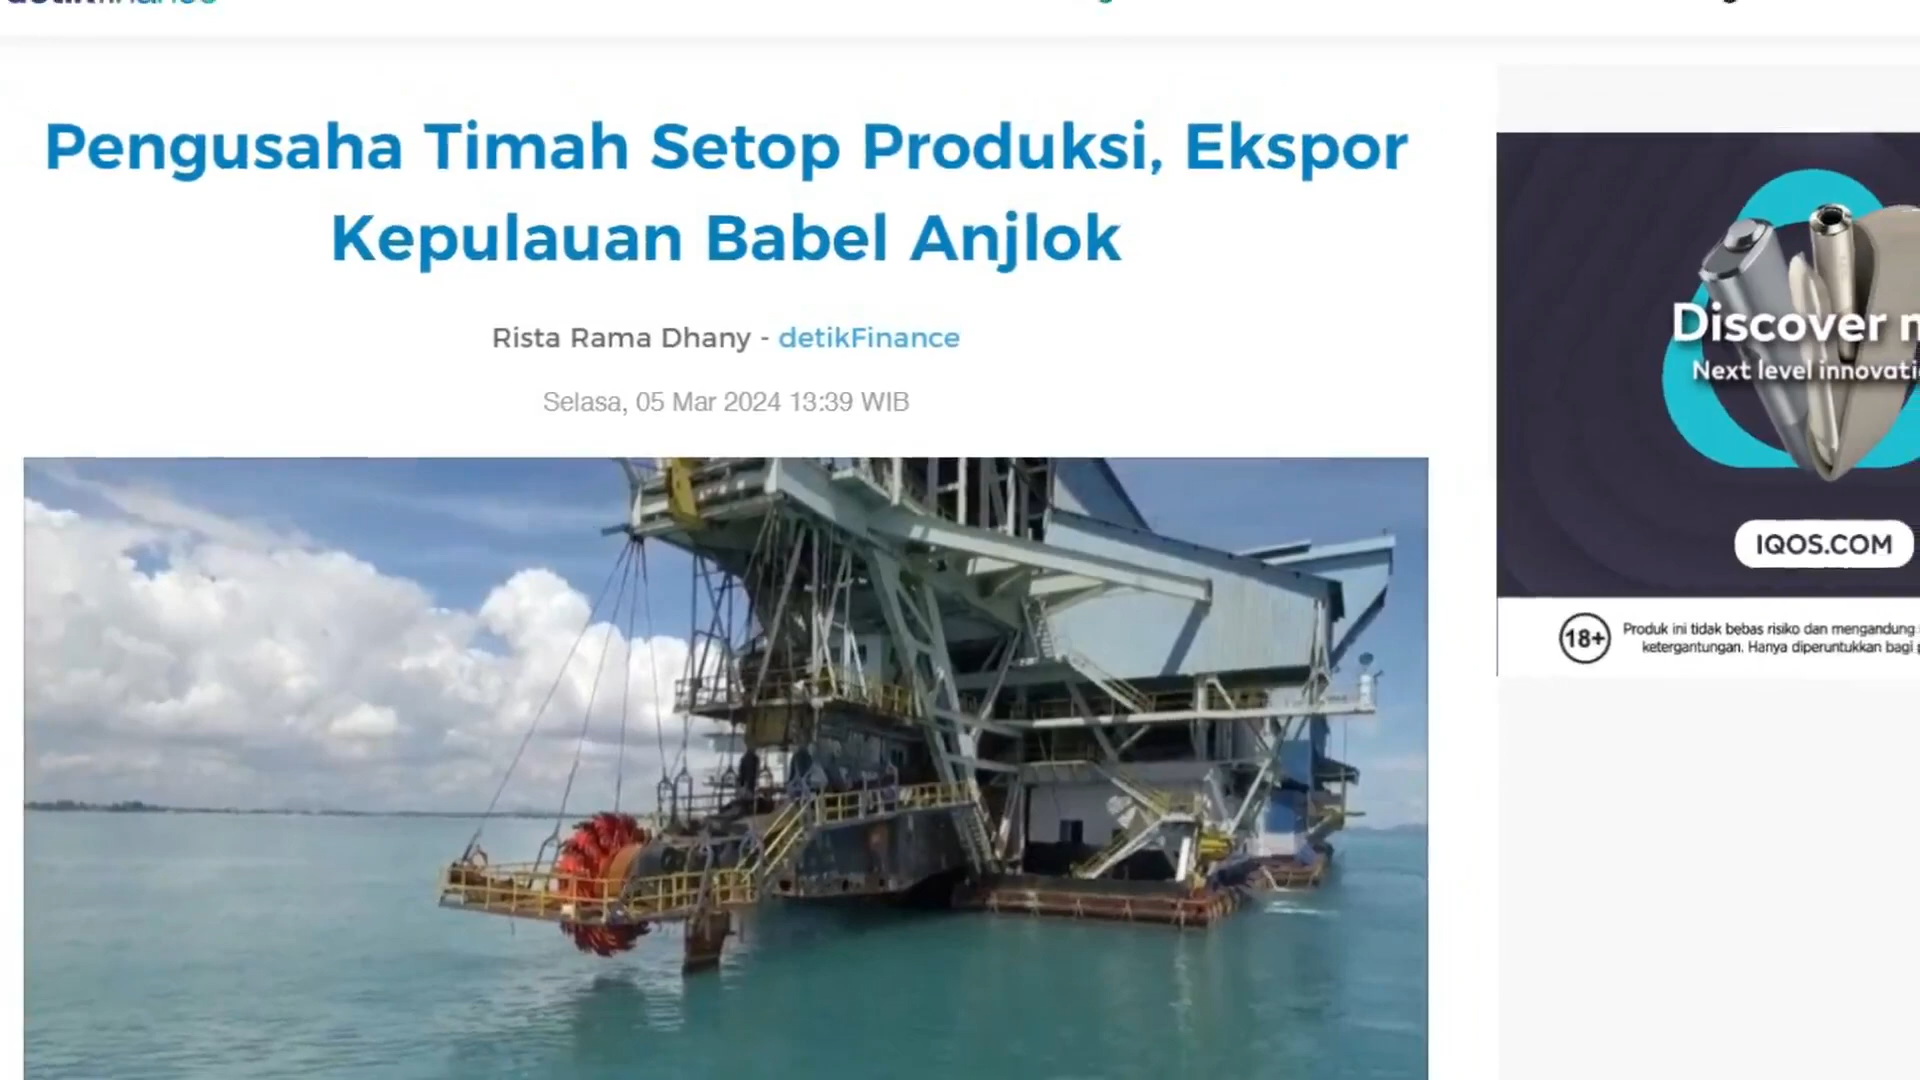 Pengusaha Timah Setop Produksi, Ekspor
Kepulauan Babel Anjlok
Rista Rama Dhany - detikFinance
Selasa, 05 Mar 2024 13:39 WIB
Discover
Next level
IQOS.COM
18+
Produk ini tidak bebas risiko dan mengandung
ketergantungan. Hanya diperuntukkan bagi